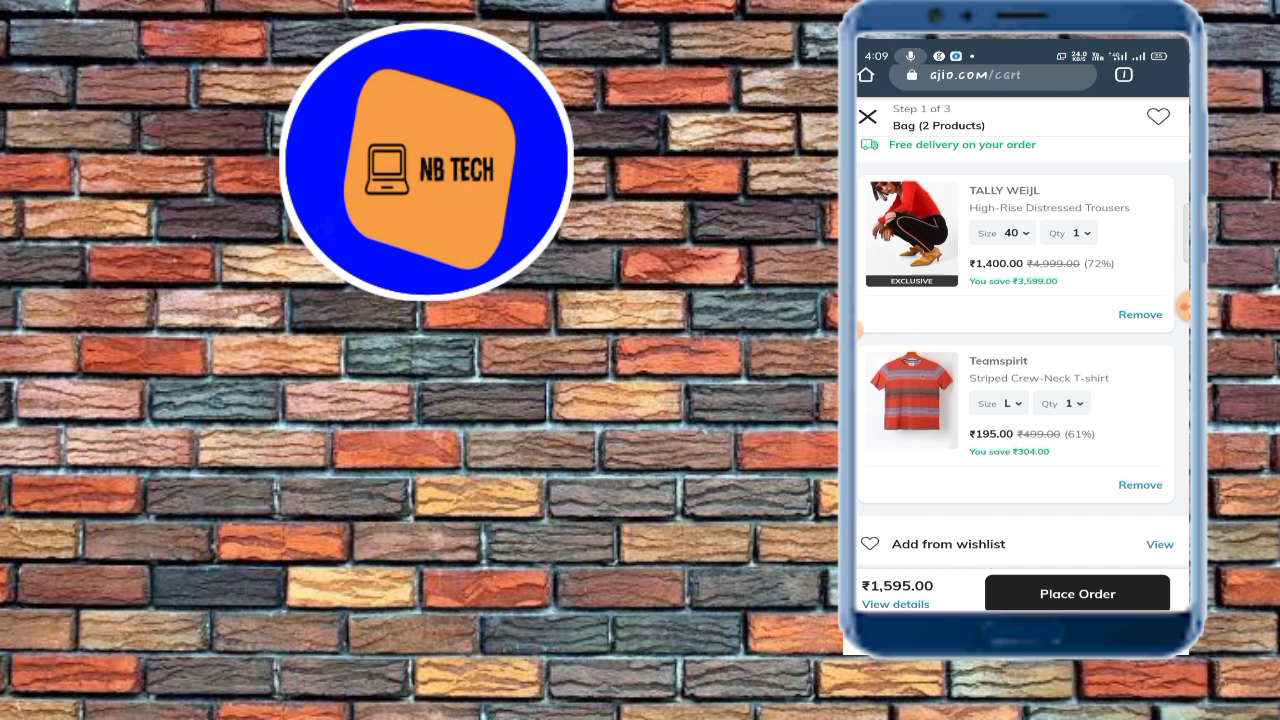 NB TECH
4:09
24.0
ajio.com/cart
Step 1 of 3
Bag (2 Products)
Free delivery on your order
TALLY WEiJL
High-Rise Distressed Trousers
Size 40 Qty 1
₹1,400.00 ₹4,999.00 (72%)
You save ₹3,599.00
EXCLUSIVE
Remove
Teamspirit
Striped Crew-Neck T-shirt
Size L Qty 1
₹195.00 ₹499.00 (61%)
You save ₹304.00
Remove
Add from wishlist View
₹1,595.00
View details
Place Order